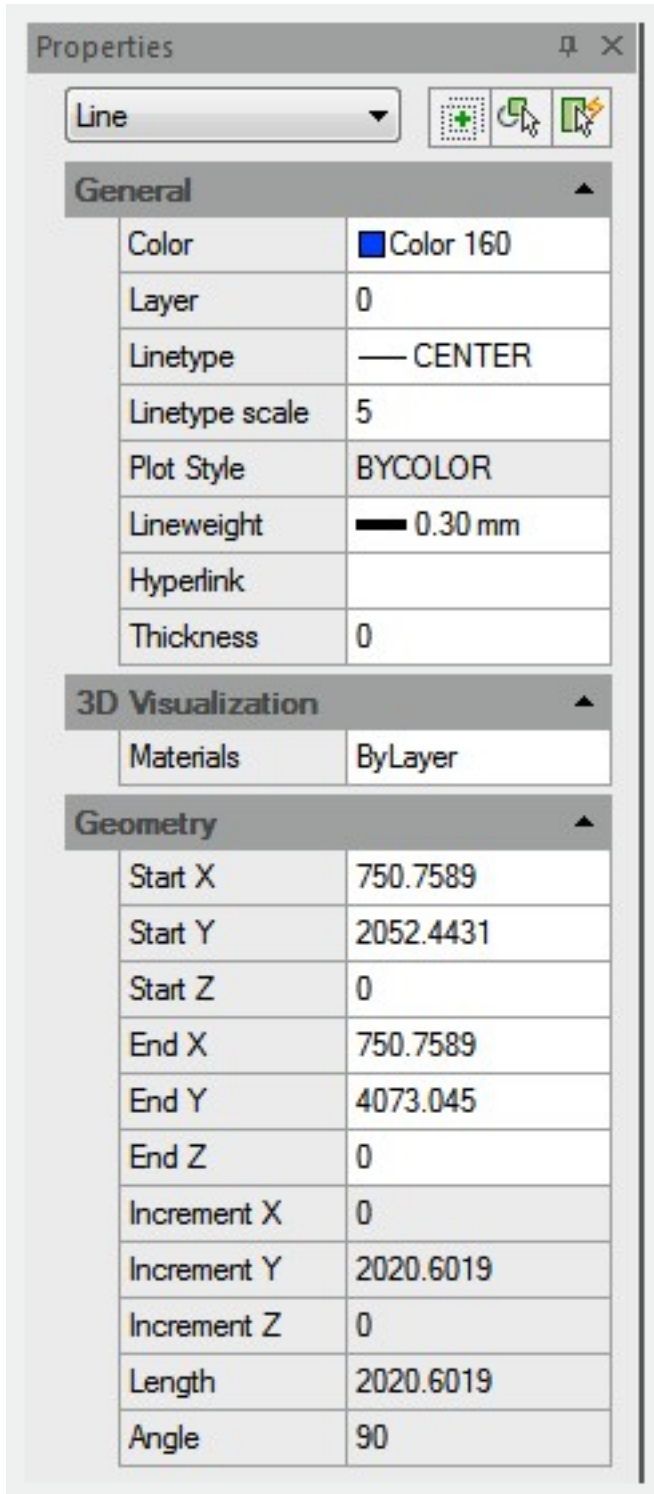 Properties
Line
General
Color Color 160
Layer 0
Linetype CENTER
Linetype scale 5
Plot Style BYCOLOR
Lineweight 0.30 mm
Hyperlink
Thickness 0
3D Visualization
Materials ByLayer
Geometry
Start X 750.7589
Start Y 2052.4431
Start Z 0
End X 750.7589
End Y 4073.045
End Z 0
Increment X 0
Increment Y 2020.6019
Increment Z 0
Length 2020.6019
Angle 90